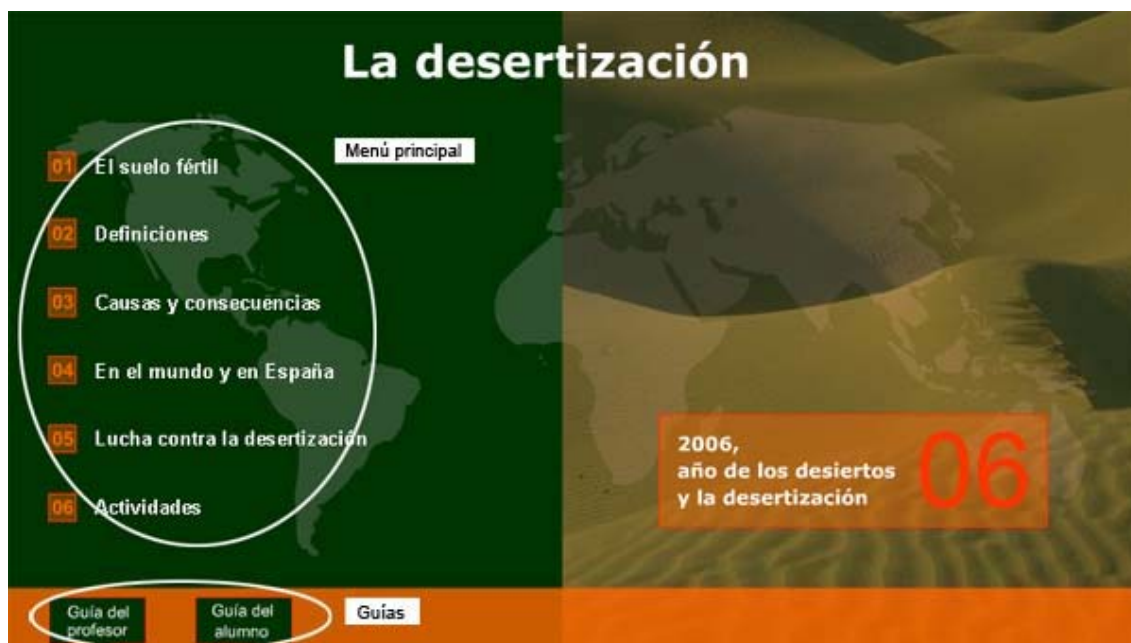 La desertización
Menú principal
01 El suelo fértil
02 Definiciones
03 Causas y consecuencias
04 En el mundo y en España
05 Lucha contra la desertización
06 Actividades
2006,
año de los desiertos
y la desertización
06
Guía del
profesor
Guía del
alumno
Guías